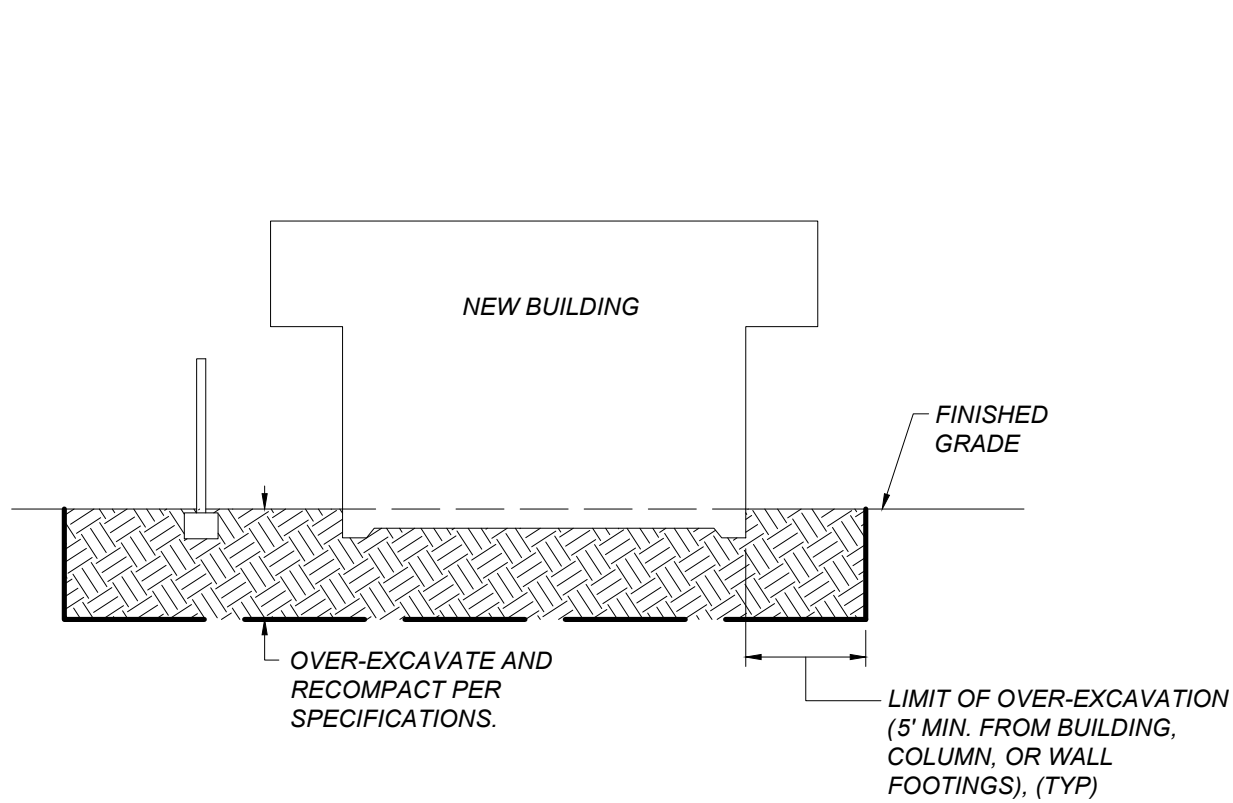 NEW BUILDING
FINISHED
GRADE
OVER-EXCAVATE AND
RECOMPACT PER
SPECIFICATIONS.
LIMIT OF OVER-EXCAVATION
(5' MIN. FROM BUILDING,
COLUMN, OR WALL
FOOTINGS), (TYP)